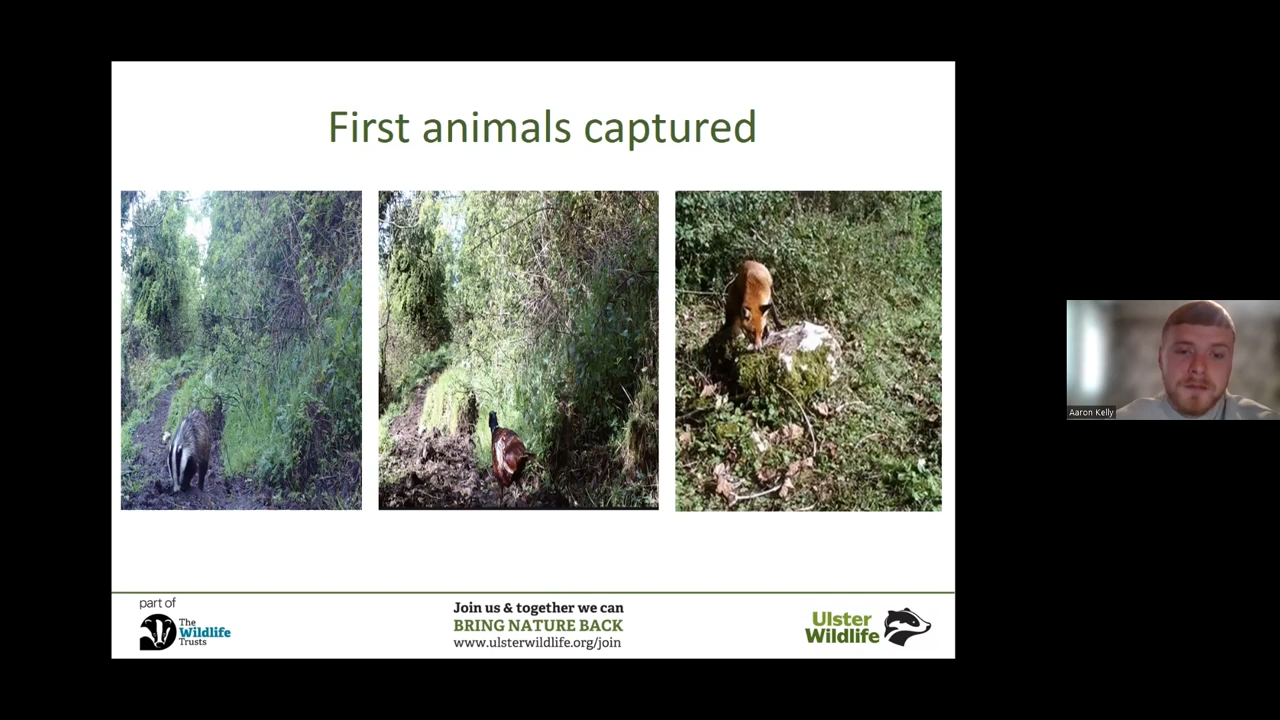 First animals captured
Aaron Kelly
part of
The
Wildlife
Trusts
Join us & together we can
BRING NATURE BACK
www.ulsterwildlife.org/join
Ulster
Wildlife